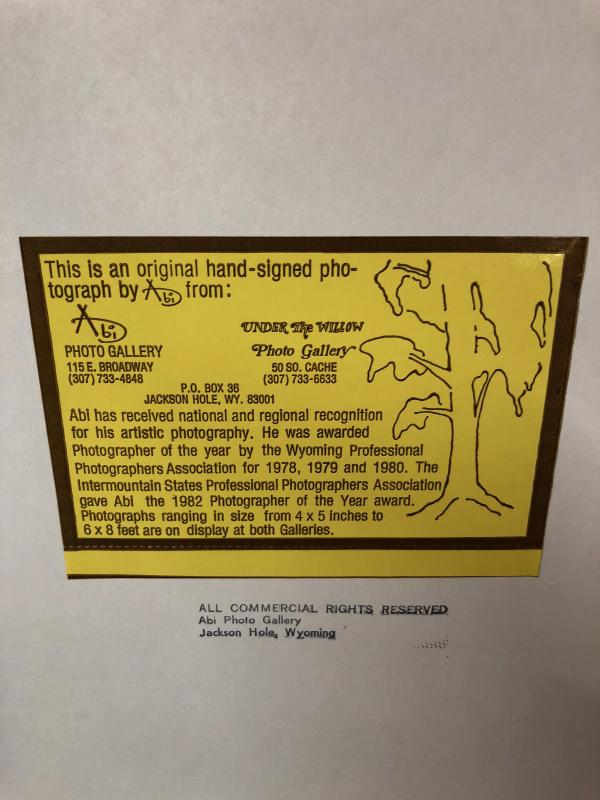 This is an original hand-signed pho-
tograph by Abi from:
Abi
PHOTO GALLERY
115 E. BROADWAY
(307) 733-4848
UNDER The WILLOW
Photo Gallery
50 SO. CACHE
(307) 733-6633
P.O. BOX 36
JACKSON HOLE, WY. 83001
Abi has received national and regional recognition
for his artistic photography. He was awarded
Photographer of the year by the Wyoming Professional
Photographers Association for 1978, 1979 and 1980. The
Intermountain States Professional Photographers Association
gave Abi the 1982 Photographer of the Year award.
Photographs ranging in size from 4 x 5 inches to
6 x 8 feet are on display at both Galleries.
ALL COMMERCIAL RIGHTS RESERVED
Abi Photo Gallery
Jackson Hole, Wyoming